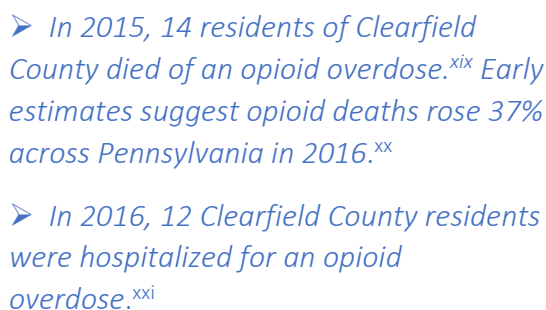 ➢ In 2015, 14 residents of Clearfield
County died of an opioid overdose.xix Early
estimates suggest opioid deaths rose 37%
across Pennsylvania in 2016.xx
➢ In 2016, 12 Clearfield County residents
were hospitalized for an opioid
overdose.xxi